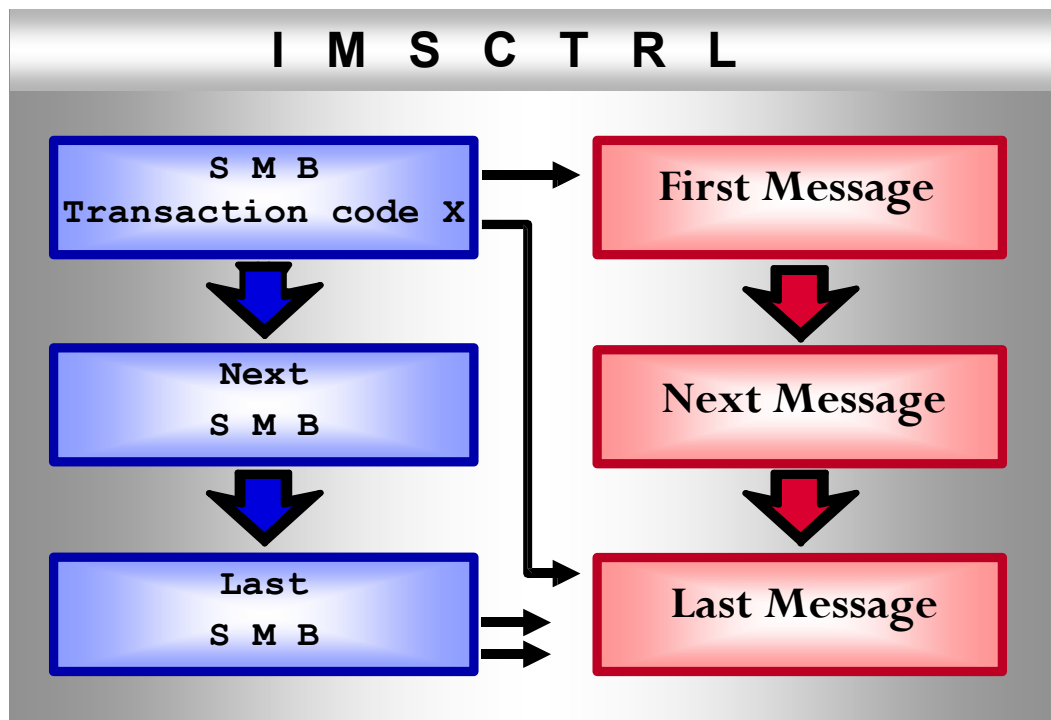 I M S C T R L
S M B
Transaction code X
First Message
Next
S M B
Next Message
Last
S M B
Last Message